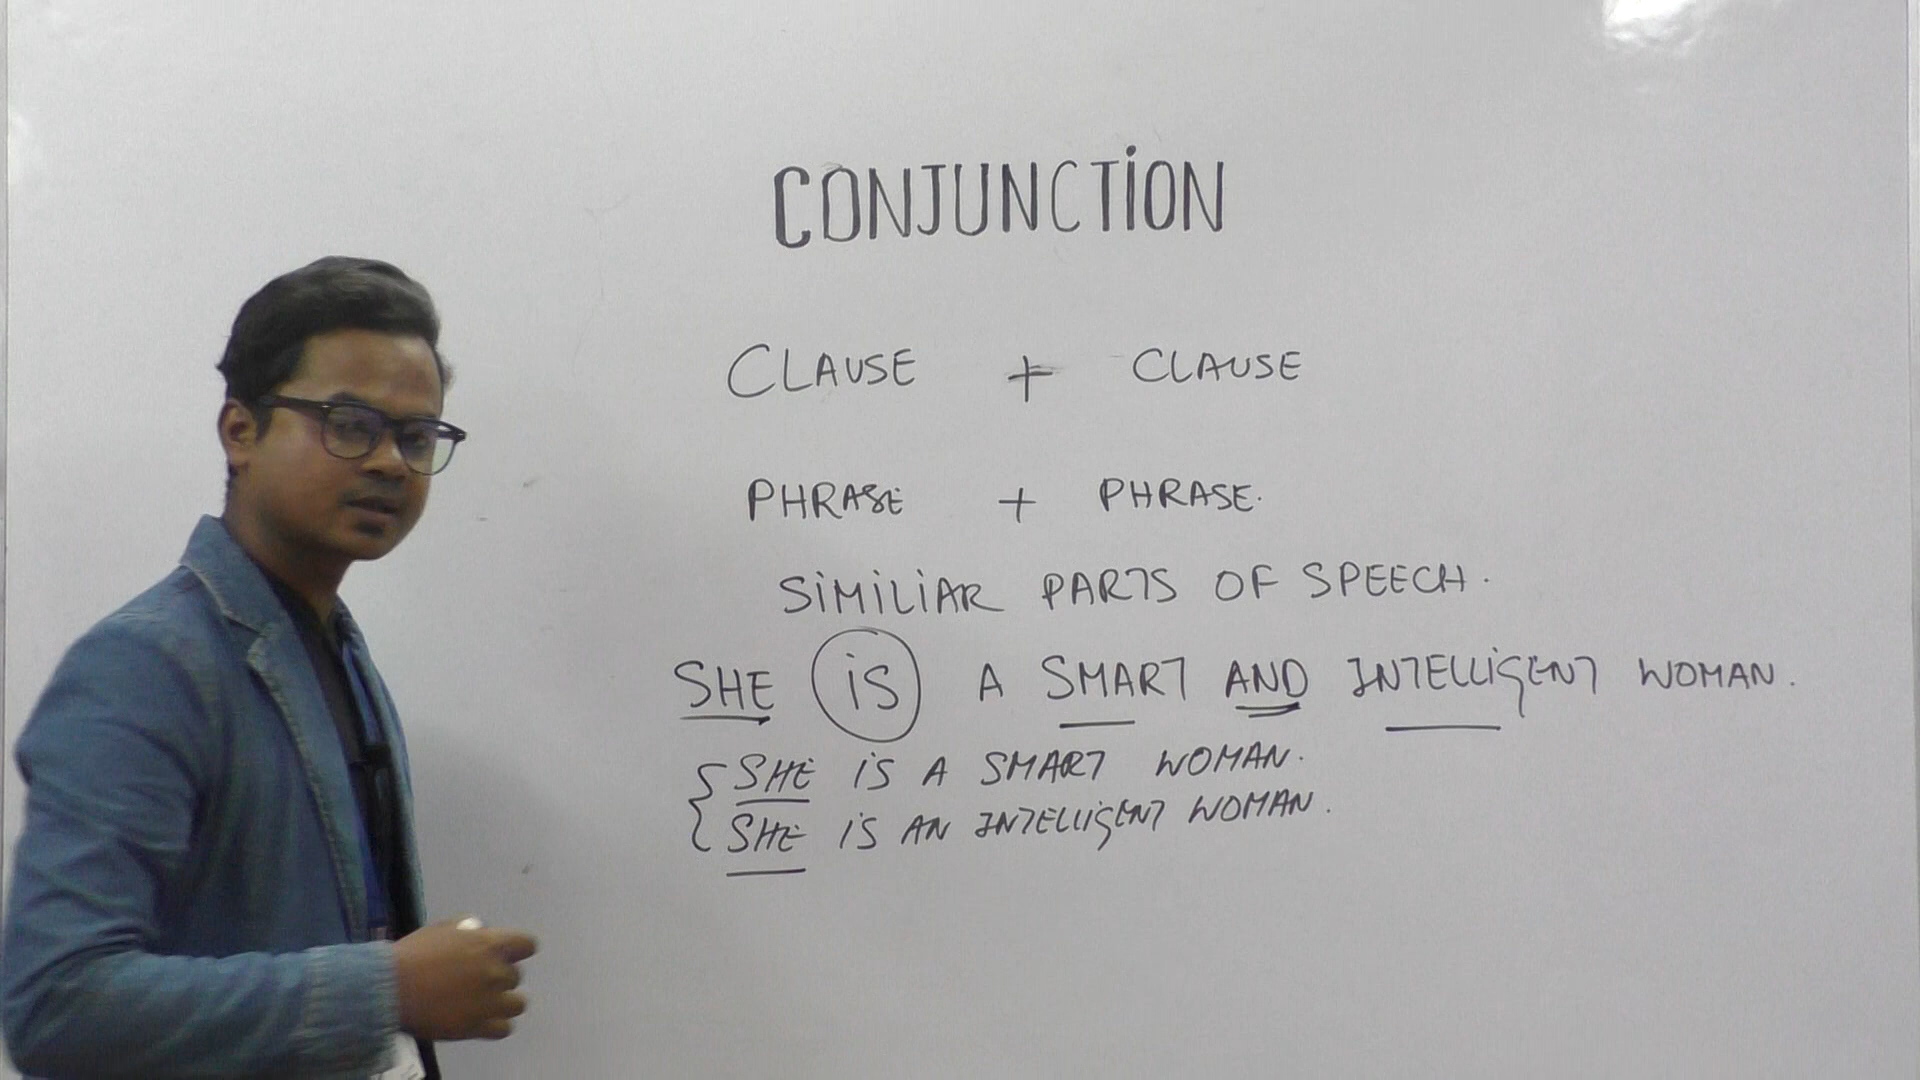 CONJUNCTION
CLAUSE + CLAUSE
PHRASE + PHRASE.
SIMILIAR PARTS OF SPEECH.
SHE IS A SMART AND INTELLIGENT WOMAN.
{ SHE IS A SMART WOMAN.
SHE IS AN INTELLIGENT WOMAN.